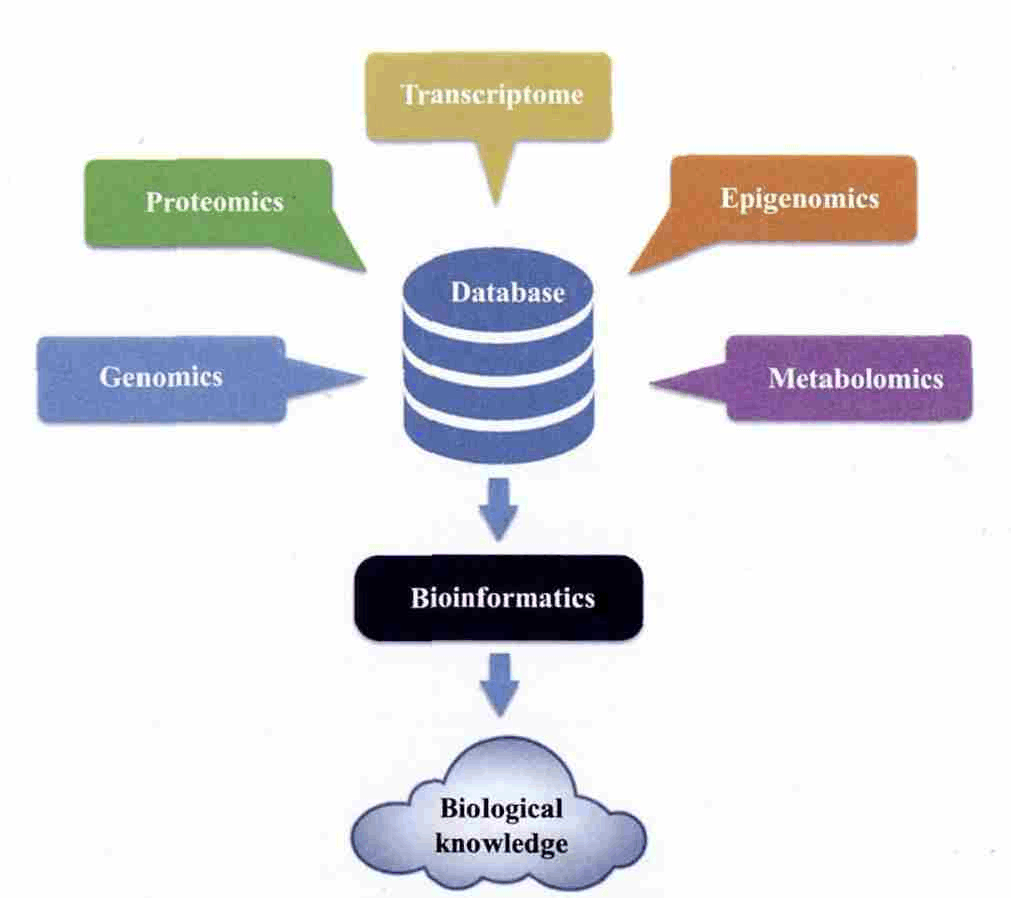 Transcriptome
Proteomics
Epigenomics
Database
Genomics
Metabolomics
Bioinformatics
Biological
knowledge